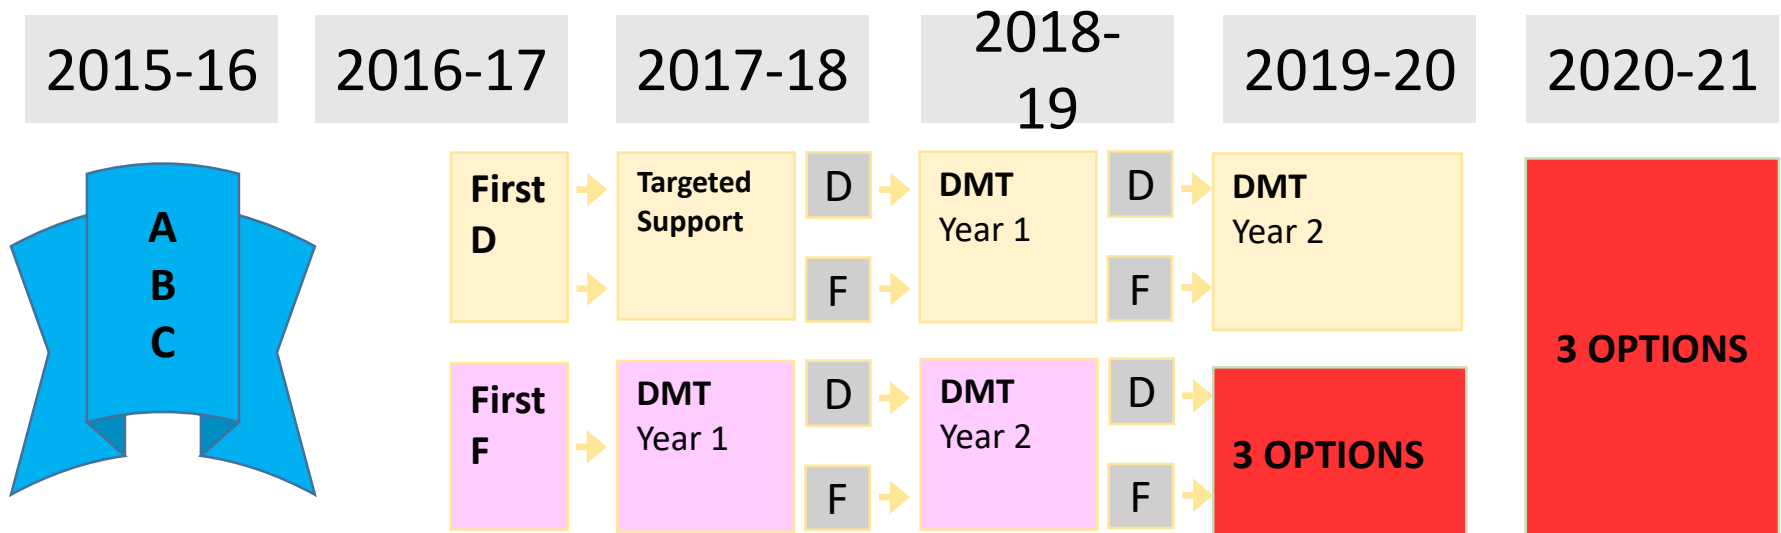 2015-16
2016-17
2017-18
2018-
19
2019-20
2020-21
A
B
C
First
D
Targeted
Support
D
F
DMT
Year 1
D
F
DMT
Year 2
First
F
DMT
Year 1
D
F
DMT
Year 2
D
F
3 OPTIONS
3 OPTIONS